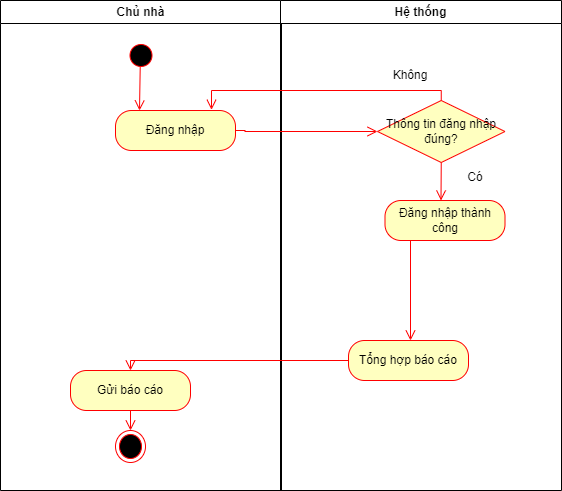 Chủ nhà
Hệ thống
Không
Đăng nhập
Thông tin đăng nhập
đúng?
Có
Đăng nhập thành
công
Tổng hợp báo cáo
Gửi báo cáo